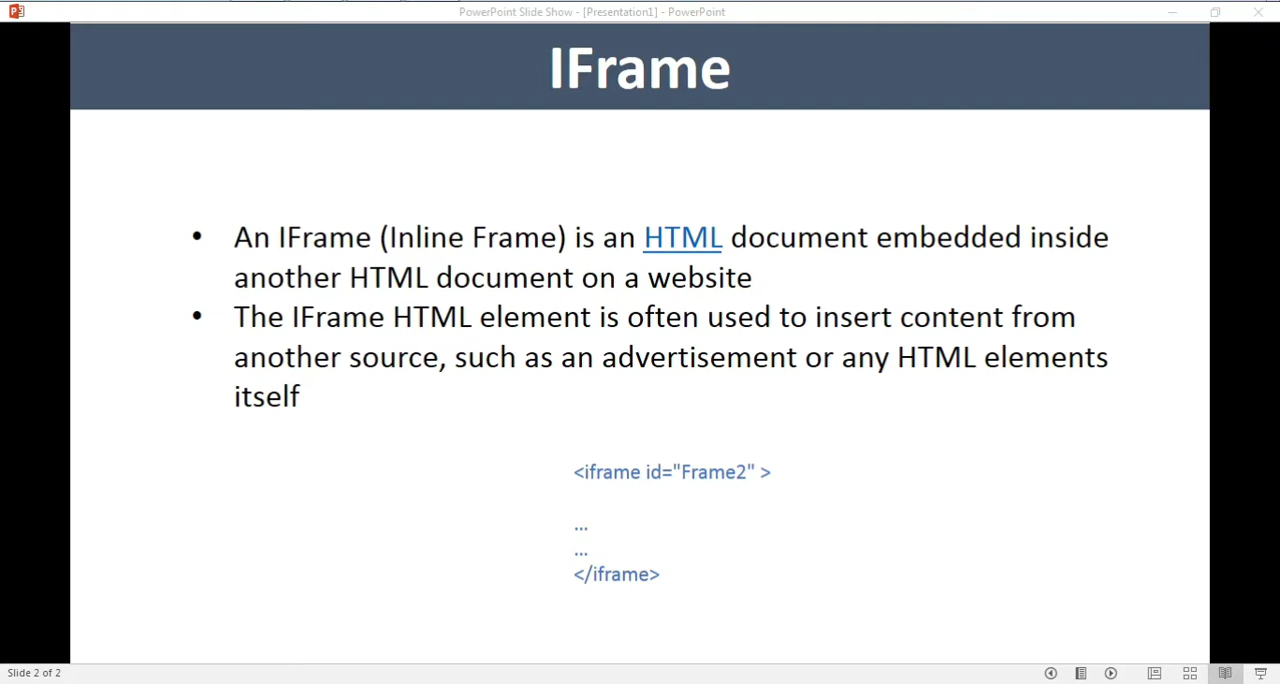 PowerPoint Slide Show - [Presentation1] - PowerPoint
IFrame
• An IFrame (Inline Frame) is an HTML document embedded inside
another HTML document on a website
• The IFrame HTML element is often used to insert content from
another source, such as an advertisement or any HTML elements
itself
<iframe id="Frame2" >
...
...
</iframe>
Slide 2 of 2